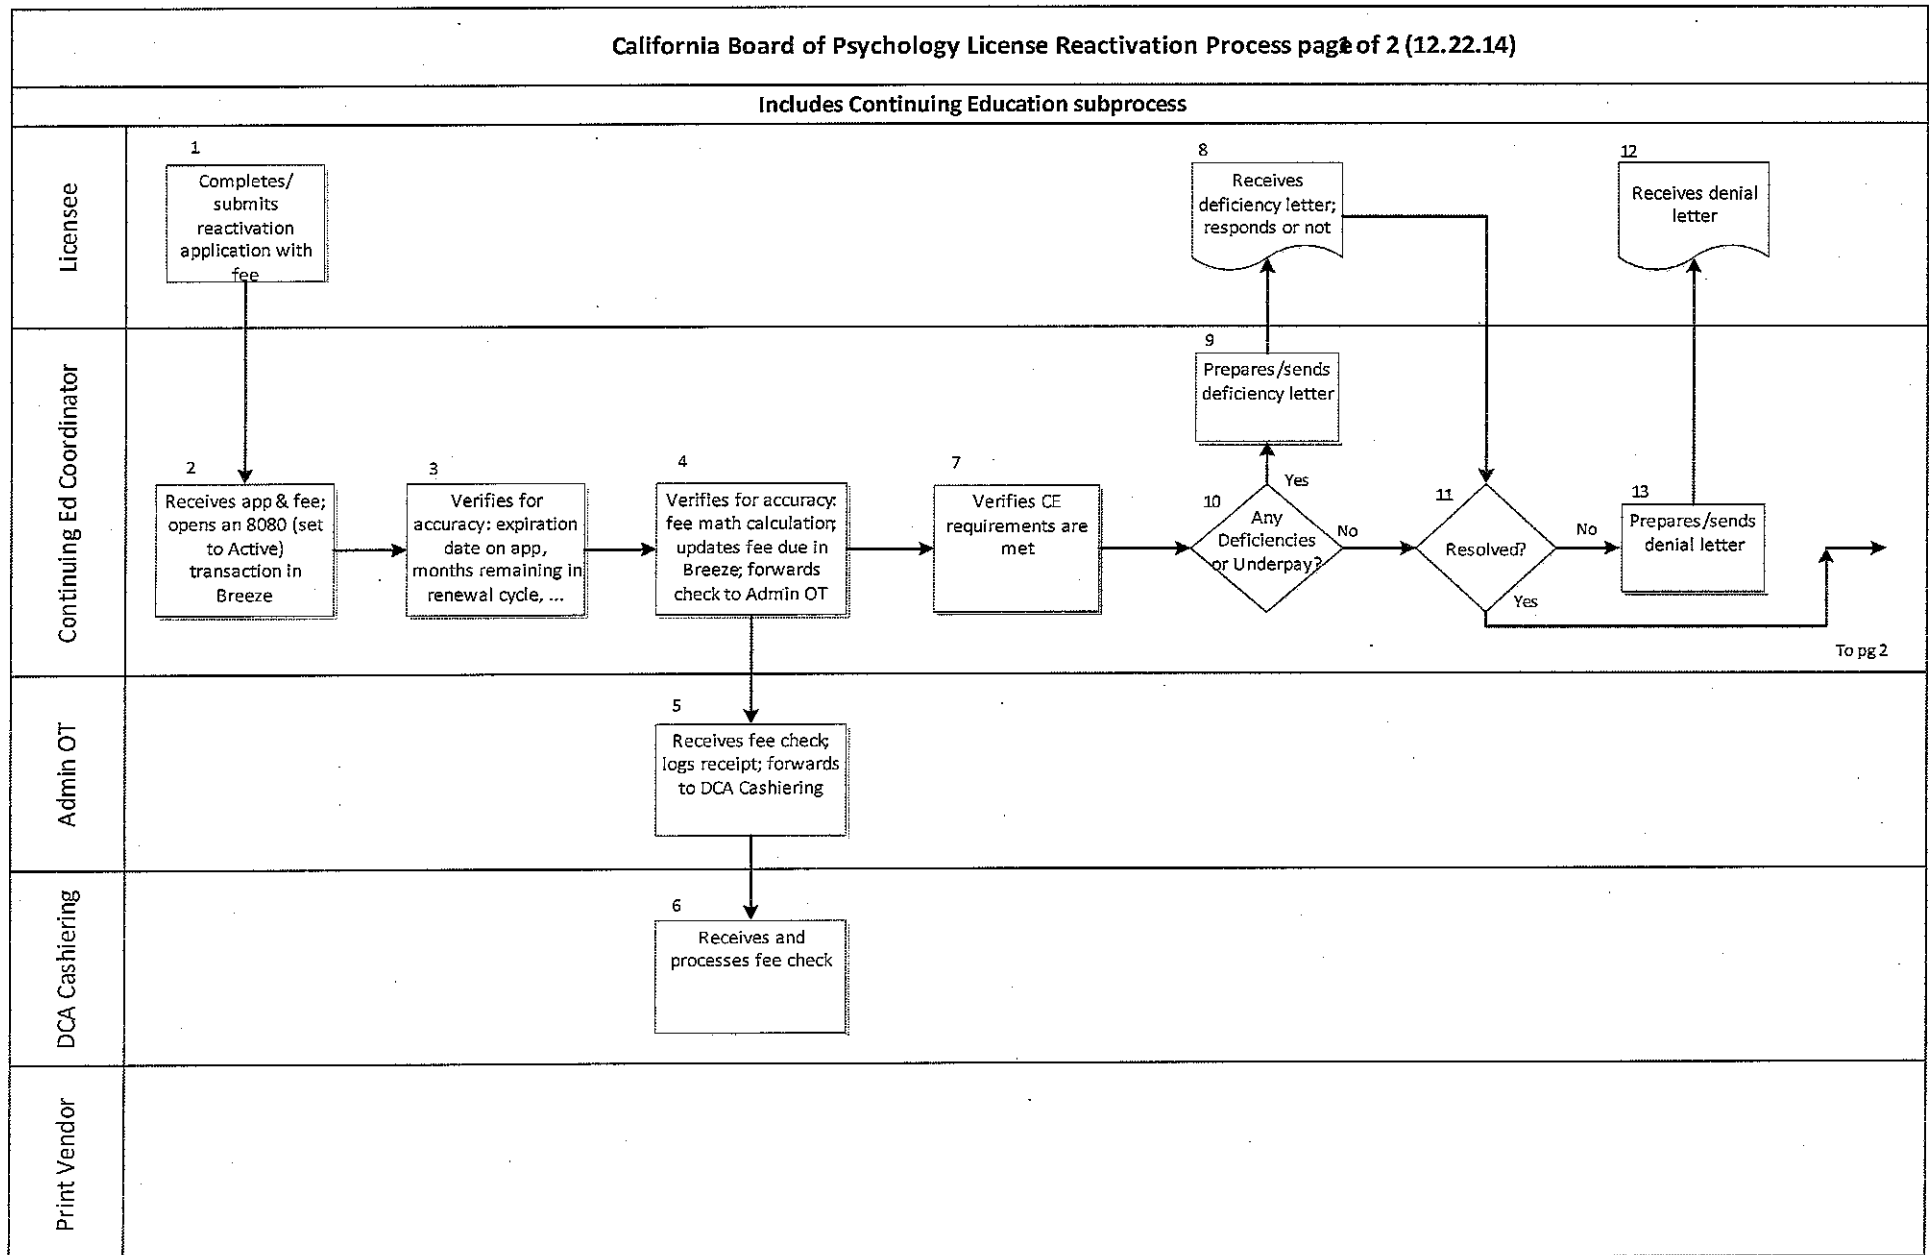 California Board of Psychology License Reactivation Process page of 2 (12.22.14)
Includes Continuing Education subprocess
Licensee
1
Completes/
submits
reactivation
application with
fee
8
Receives
deficiency letter;
responds or not
12
Receives denial
letter
Continuing Ed Coordinator
9
Prepares/sends
deficiency letter
2
Receives app & fee;
opens an 8080 (set
to Active)
transaction in
Breeze
3
Verifies for
accuracy: expiration
date on app,
months remaining in
renewal cycle, ...
4
Verifies for accuracy:
fee math calculation;
updates fee due in
Breeze; forwards
check to Admin OT
7
Verifies CE
requirements are
met
10
Any
Deficiencies
or Underpay?
Yes
No
11
Resolved?
No
Yes
13
Prepares/sends
denial letter
To pg 2
Admin OT
5
Receives fee check;
logs receipt; forwards
to DCA Cashiering
DCA Cashiering
6
Receives and
processes fee check
Print Vendor